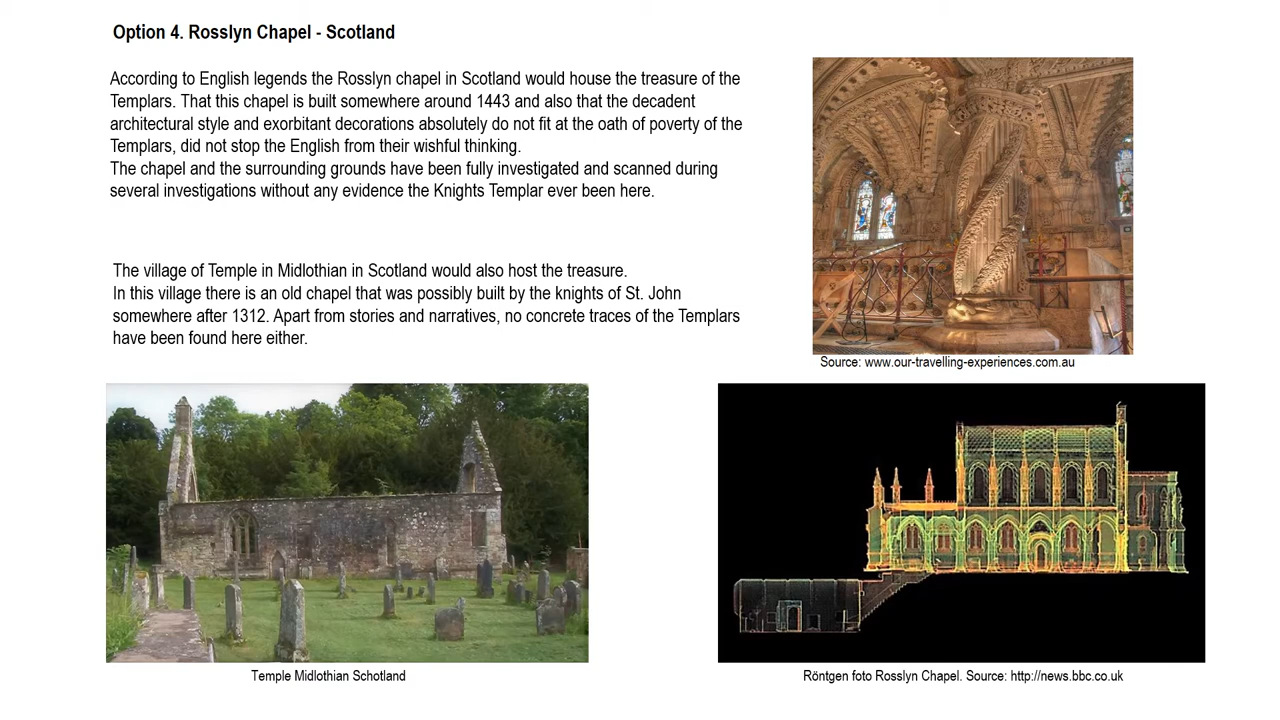 Option 4. Rosslyn Chapel - Scotland
According to English legends the Rosslyn chapel in Scotland would house the treasure of the
Templars. That this chapel is built somewhere around 1443 and also that the decadent
architectural style and exorbitant decorations absolutely do not fit at the oath of poverty of the
Templars, did not stop the English from their wishful thinking.
The chapel and the surrounding grounds have been fully investigated and scanned during
several investigations without any evidence the Knights Templar ever been here.
The village of Temple in Midlothian in Scotland would also host the treasure.
In this village there is an old chapel that was possibly built by the knights of St. John
somewhere after 1312. Apart from stories and narratives, no concrete traces of the Templars
have been found here either.
Source: www.our-travelling-experiences.com.au
Temple Midlothian Schotland
Röntgen foto Rosslyn Chapel. Source: http://news.bbc.co.uk